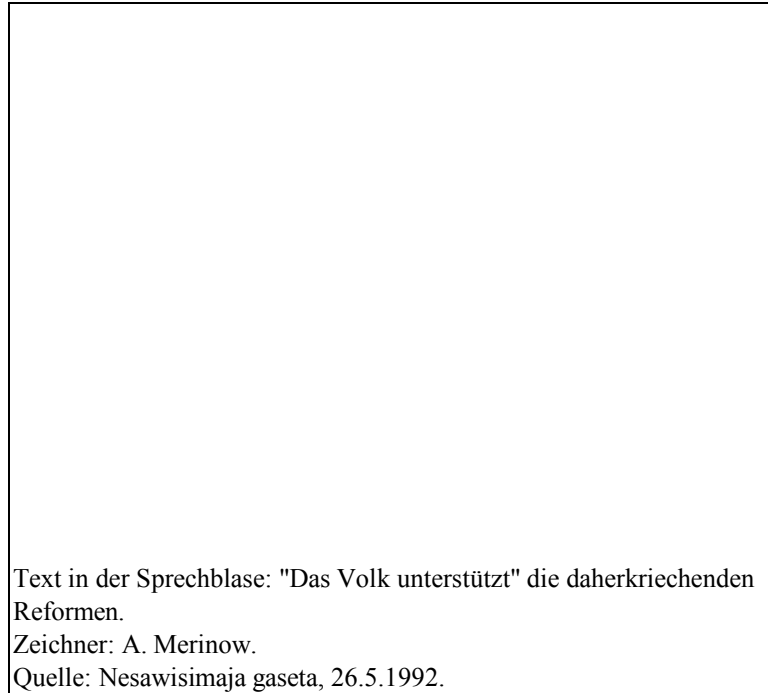 Text in der Sprechblase: "Das Volk unterstützt" die daherkriechenden
Reformen.
Zeichner: A. Merinow.
Quelle: Nesawisimaja gaseta, 26.5.1992.